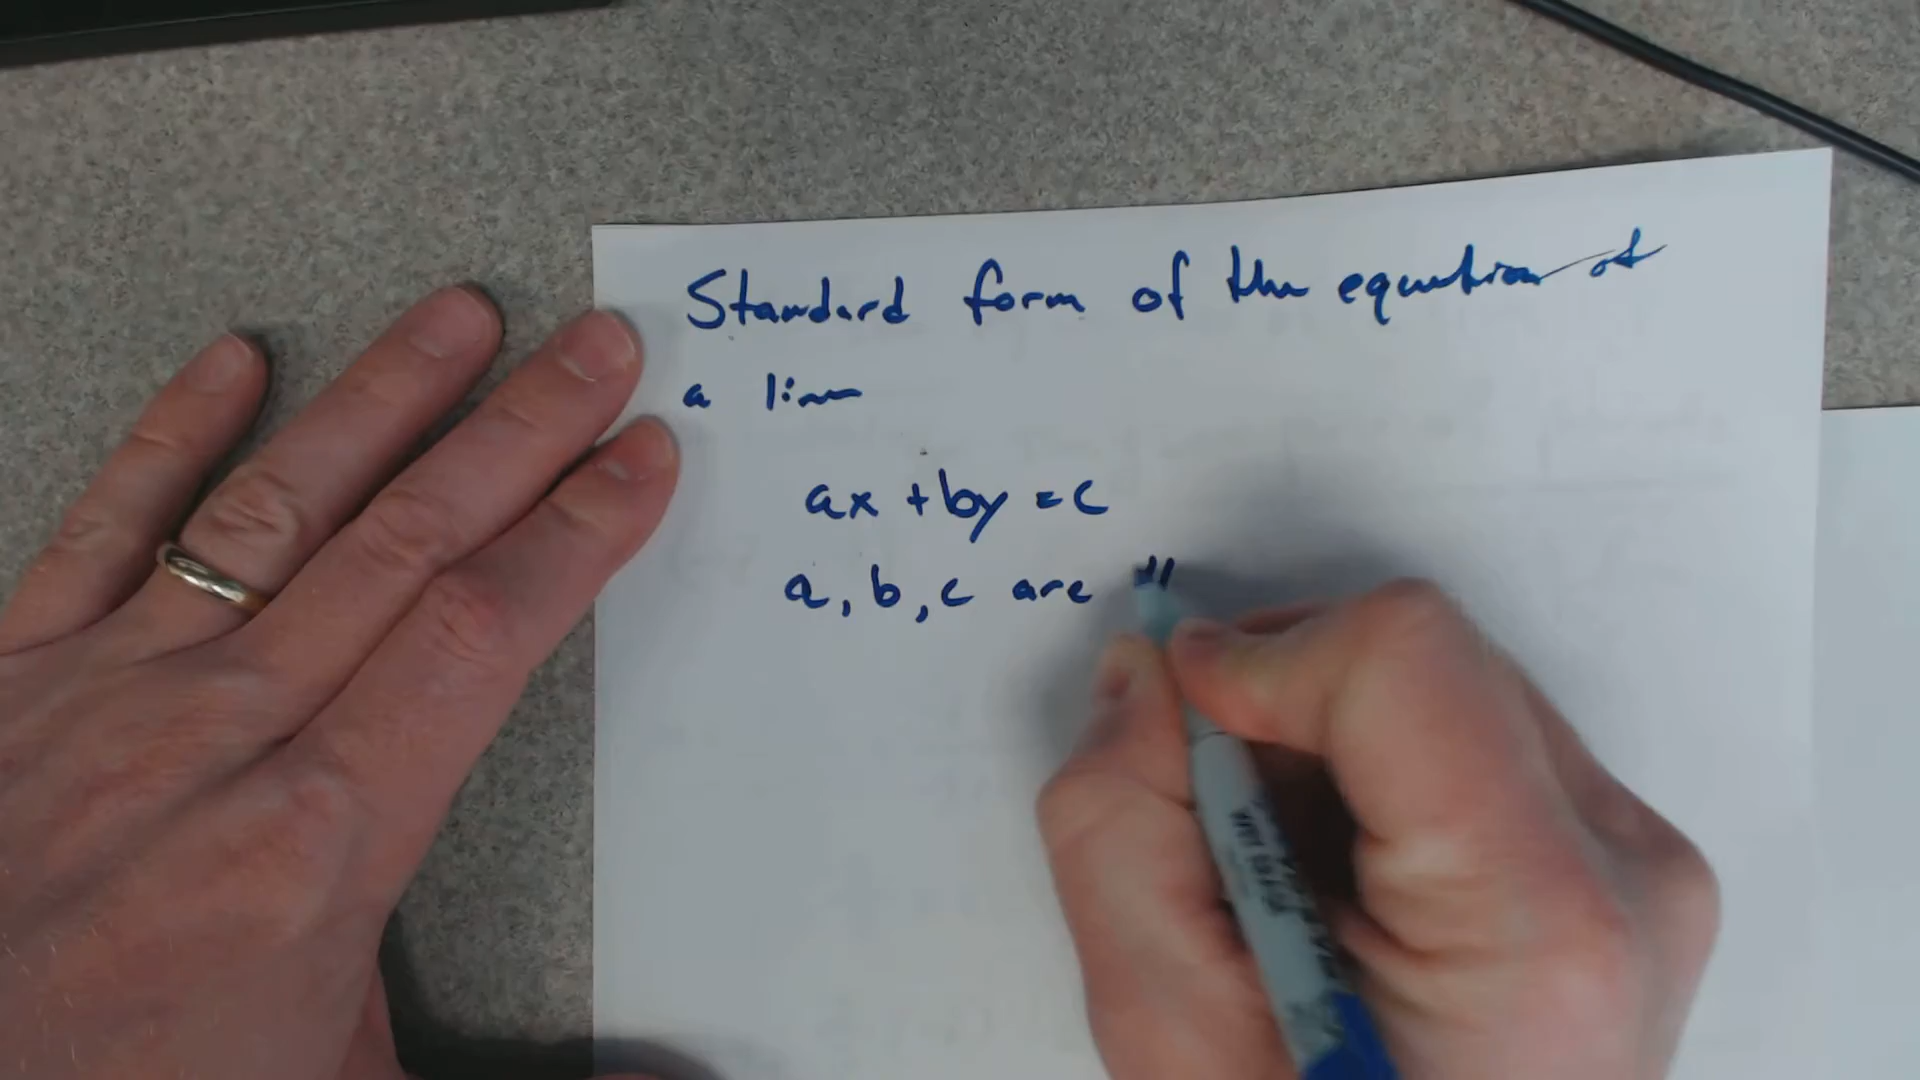 Standard form of the equation of
a line
ax + by = c
a, b, c are "